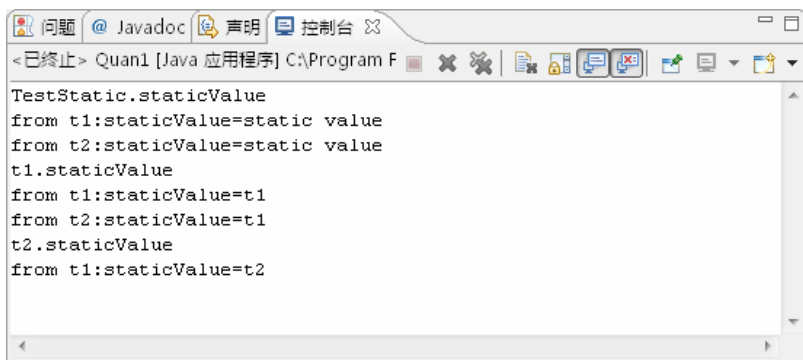 问题 @ Javadoc 声明 控制台
<已终止> Quan1 [Java 应用程序] C:\Program F
TestStatic.staticValue
from t1:staticValue=static value
from t2:staticValue=static value
t1.staticValue
from t1:staticValue=t1
from t2:staticValue=t1
t2.staticValue
from t1:staticValue=t2